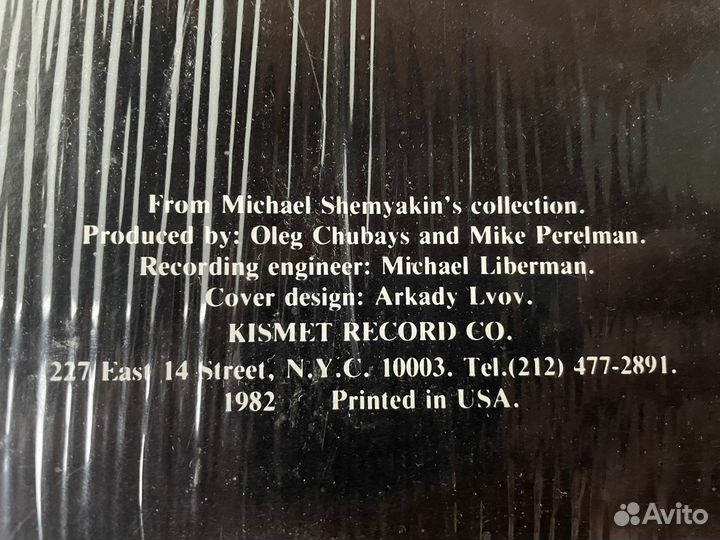 From Michael Shemyakin's collection.
Produced by: Oleg Chubays and Mike Perelman.
Recording engineer: Michael Liberman.
Cover design: Arkady Lvov.
KISMET RECORD CO.
227 East 14 Street, N.Y.C. 10003. Tel.(212) 477-2891.
1982 Printed in USA.
Avito